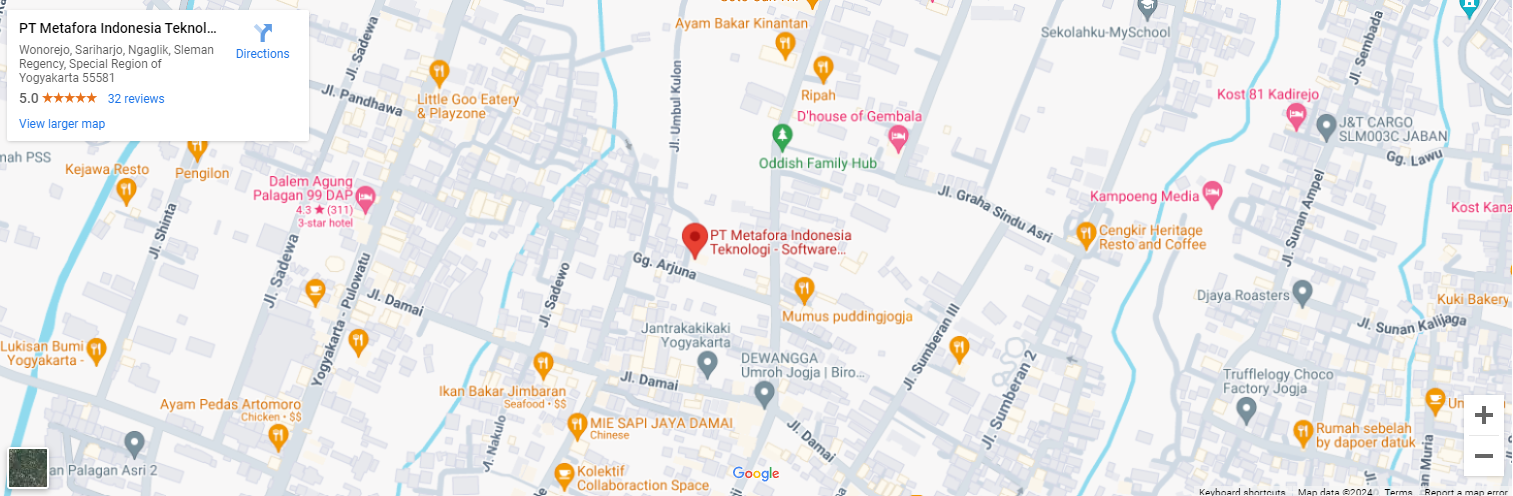 PT Metafora Indonesia Teknol...
Wonorejo, Sariharjo, Ngaglik, Sleman
Regency, Special Region of
Yogyakarta 55581
5.0
32 reviews
View larger map
Directions
Jl. Sadewa
Jl. Pandhawa
Little Goo Eatery
& Playzone
Jl. Umbul Kulon
Ayam Bakar Kinantan
Ripah
D'house of Gembala
Oddish Family Hub
Sekolahku-MySchool
Jl. Sembada
Kost 81 Kadirejo
J&T CARGO
SLM003C JABAN
Gg. Lawu
PSS
Kejawa Resto
Pengilon
Dalem Agung
Palagan 99 DAP
4.3 ★ (311)
3-star hotel
Jl. Shinta
Jl. Sadewa
Jl. Graha Sindu Asri
Kampoeng Media
Jl. Sunan Ampel
Kost Kana
Cengkir Heritage
Resto and Coffee
PT Metafora Indonesia
Teknologi - Software...
Gg. Arjuna
Jl. Sadewo
Yogyakarta - Pulowatu
Jl. Damai
Mumus puddingjogja
Djaya Roasters
Kuki Bakery
Jl. Sunan Kalijaga
Lukisan Bumi
Yogyakarta -
Jantrakakikaki
Yogyakarta
DEWANGGA
Umroh Jogja | Biro...
Jl. Sumberan III
Jl. Sumberan 2
Ikan Bakar Jimbaran
Seafood • $$
Jl. Damai
Trufflelogy Choco
Factory Jogja
Ayam Pedas Artomoro
Chicken • $$
MIE SAPI JAYA DAMAI
Chinese
Jl. Nakulo
Jl. Damai
Rumah sebelah
by dapoer datuk
an Palagan Asri 2
Kolektif
Collaboraction Space
Muria
Google
Keyboard shortcuts
Map data ©2024
Terms
Report a map error